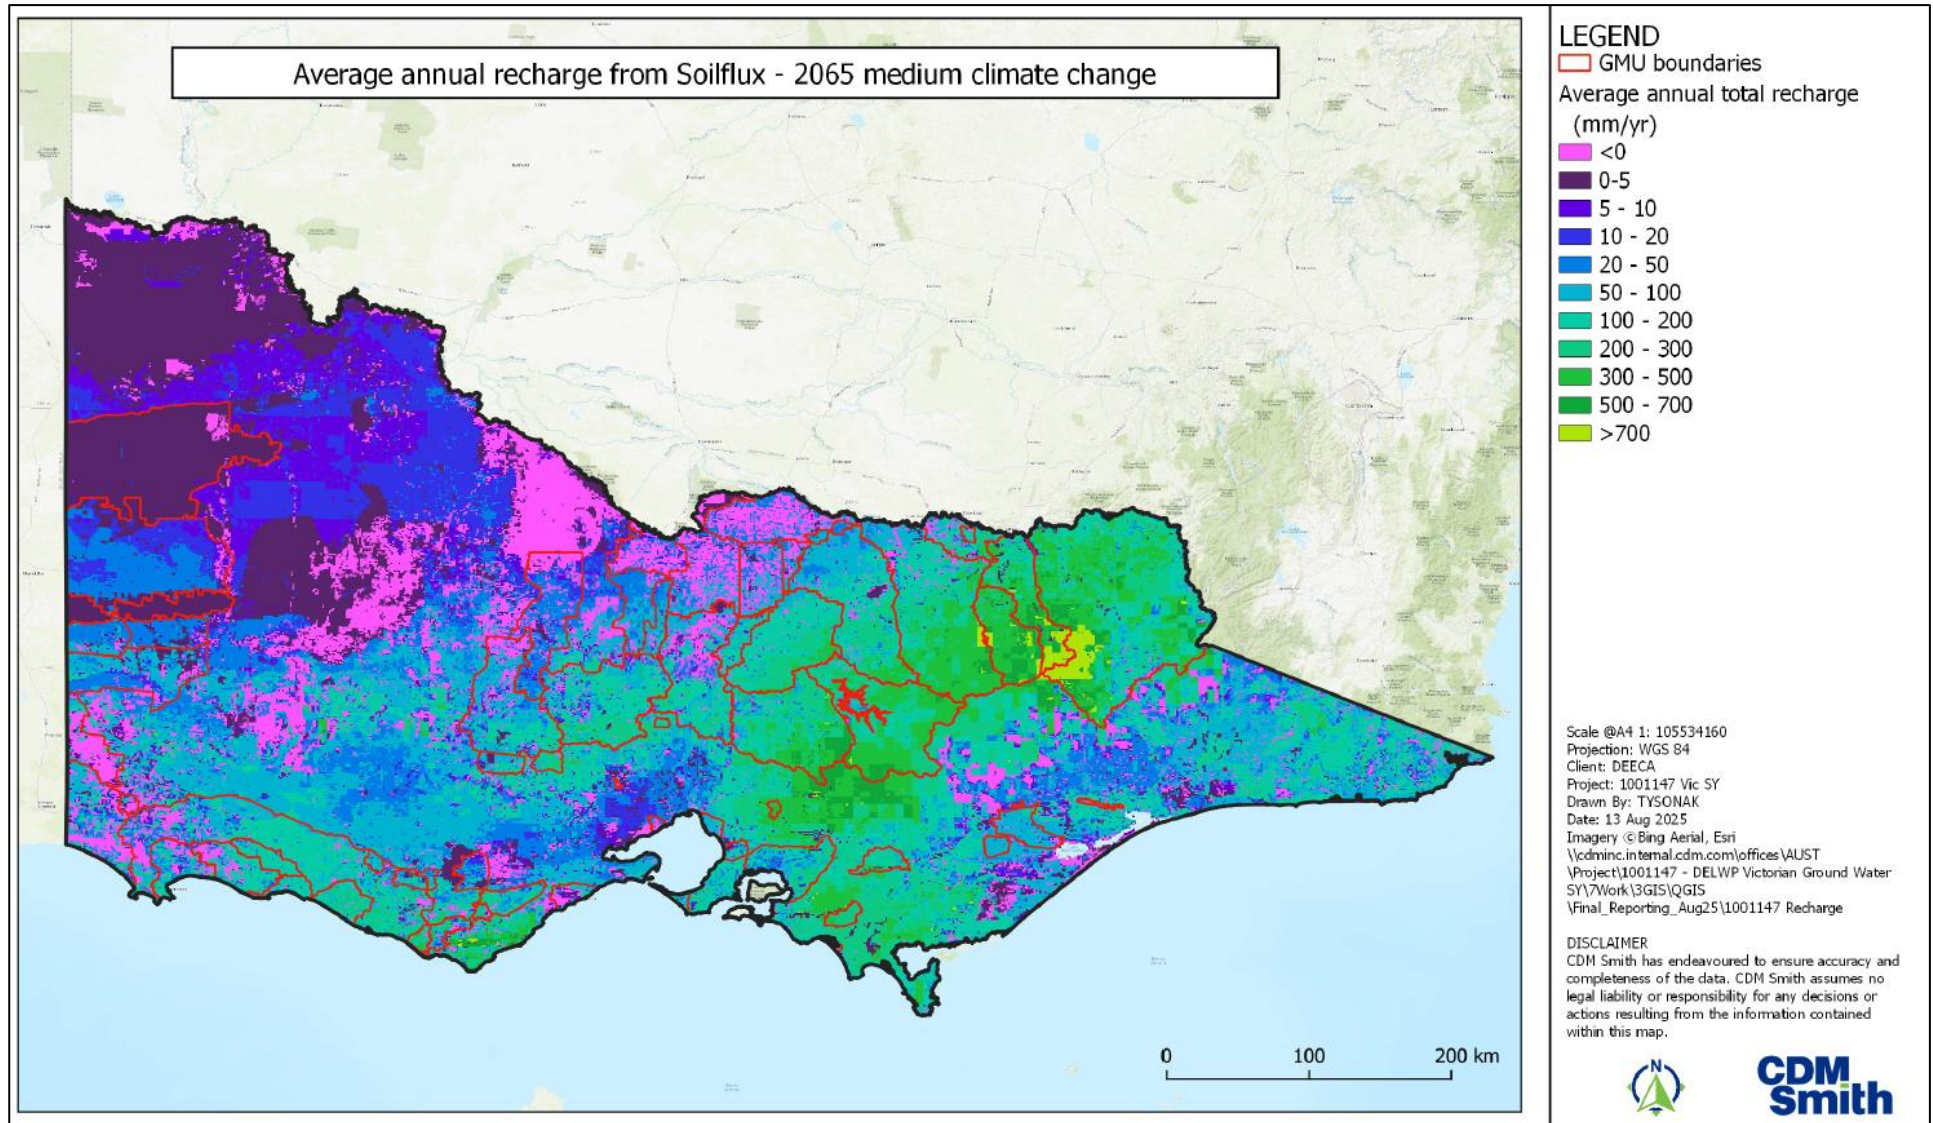 Average annual recharge from Soilflux - 2065 medium climate change
LEGEND
GMU boundaries
Average annual total recharge
(mm/yr)
<0
0-5
5 - 10
10 - 20
20 - 50
50 - 100
100 - 200
200 - 300
300 - 500
500 - 700
>700
Scale @A4 1: 105534160
Projection: WGS 84
Client: DEECA
Project: 1001147 Vic SY
Drawn By: TYSONAK
Date: 13 Aug 2025
Imagery ©Bing Aerial, Esri
\\cdminc.internal.cdm.com\offices\AUST
\Project\1001147 - DELWP Victorian Ground Water
SY\7Work\3GIS\QGIS
\Final_Reporting_Aug25\1001147 Recharge
DISCLAIMER
CDM Smith has endeavoured to ensure accuracy and
completeness of the data. CDM Smith assumes no
legal liability or responsibility for any decisions or
actions resulting from the information contained
within this map.
0 100 200 km
N
CDM
Smith